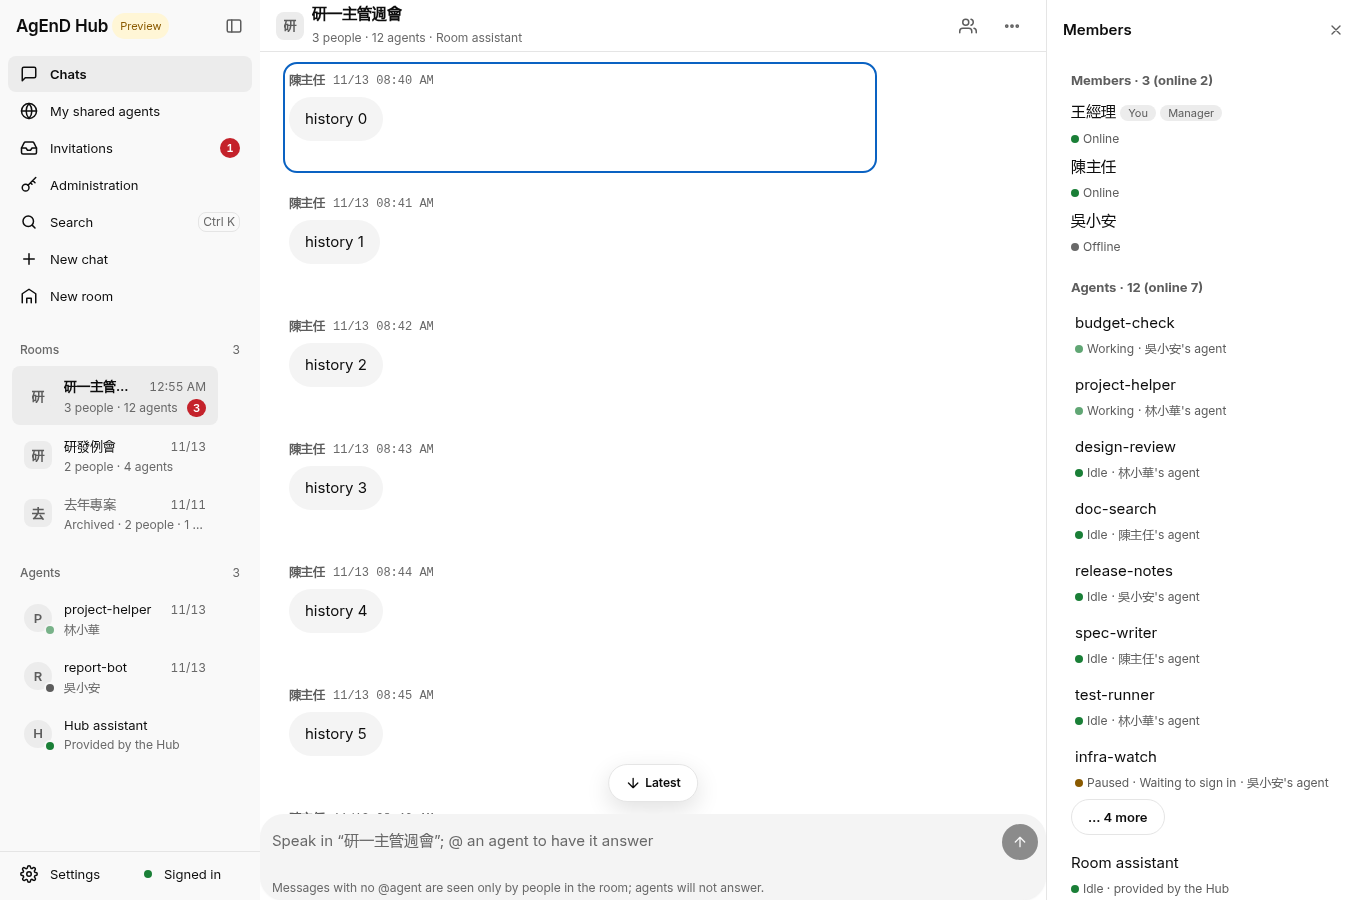 AgEnD Hub Preview
Chats
My shared agents
Invitations 1
Administration
Search Ctrl K
New chat
New room
Rooms 3
研 研一主管... 12:55 AM
3 people · 12 agents 3
研 研發例會 11/13
2 people · 4 agents
去 去年專案 11/11
Archived · 2 people · 1 ...
Agents 3
P project-helper 11/13
林小華
R report-bot 11/13
吳小安
H Hub assistant
Provided by the Hub
Settings Signed in
研 研一主管週會
3 people · 12 agents · Room assistant
陳主任 11/13 08:40 AM
history 0
陳主任 11/13 08:41 AM
history 1
陳主任 11/13 08:42 AM
history 2
陳主任 11/13 08:43 AM
history 3
陳主任 11/13 08:44 AM
history 4
陳主任 11/13 08:45 AM
history 5
Latest
Speak in “研一主管週會”; @ an agent to have it answer
Messages with no @agent are seen only by people in the room; agents will not answer.
Members
Members · 3 (online 2)
王經理 You Manager
Online
陳主任
Online
吳小安
Offline
Agents · 12 (online 7)
budget-check
Working · 吳小安's agent
project-helper
Working · 林小華's agent
design-review
Idle · 林小華's agent
doc-search
Idle · 陳主任's agent
release-notes
Idle · 吳小安's agent
spec-writer
Idle · 陳主任's agent
test-runner
Idle · 林小華's agent
infra-watch
Paused · Waiting to sign in · 吳小安's agent
... 4 more
Room assistant
Idle · provided by the Hub